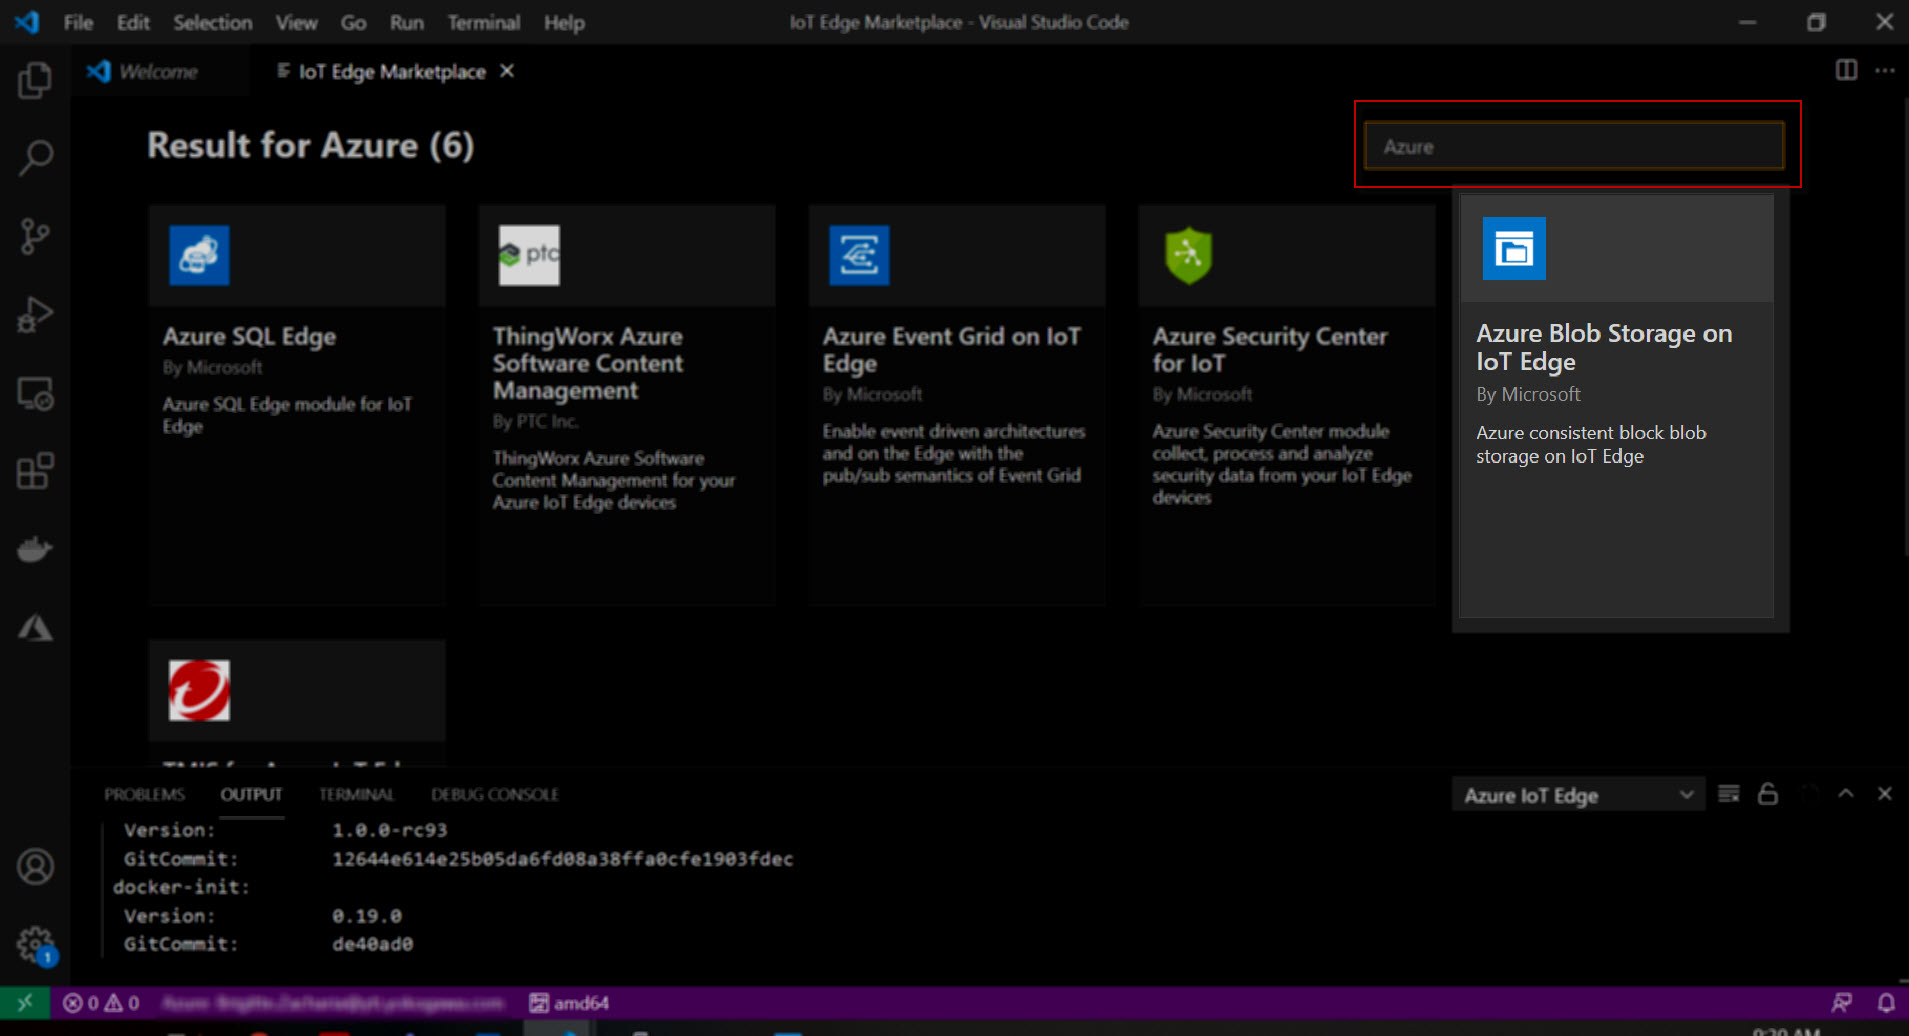 File Edit Selection View Go Run Terminal Help IoT Edge Marketplace - Visual Studio Code
Welcome IoT Edge Marketplace
Result for Azure (6)
Azure
Azure SQL Edge
By Microsoft
Azure SQL Edge module for IoT
Edge
ptc
ThingWorx Azure
Software Content
Management
By PTC Inc.
ThingWorx Azure Software
Content Management for your
Azure IoT Edge devices
Azure Event Grid on IoT
Edge
By Microsoft
Enable event driven architectures
and on the Edge with the
pub/sub semantics of Event Grid
Azure Security Center
for IoT
By Microsoft
Azure Security Center module
collect, process and analyze
security data from your IoT Edge
devices
Azure Blob Storage on
IoT Edge
By Microsoft
Azure consistent block blob
storage on IoT Edge
PROBLEMS OUTPUT TERMINAL DEBUG CONSOLE Azure IoT Edge
Version: 1.0.0-rc93
GitCommit: 12644e614e25b05da6fd08a38ffa0cfe1903fdec
docker-init:
Version: 0.19.0
GitCommit: de40ad0
1
0 0 amd64